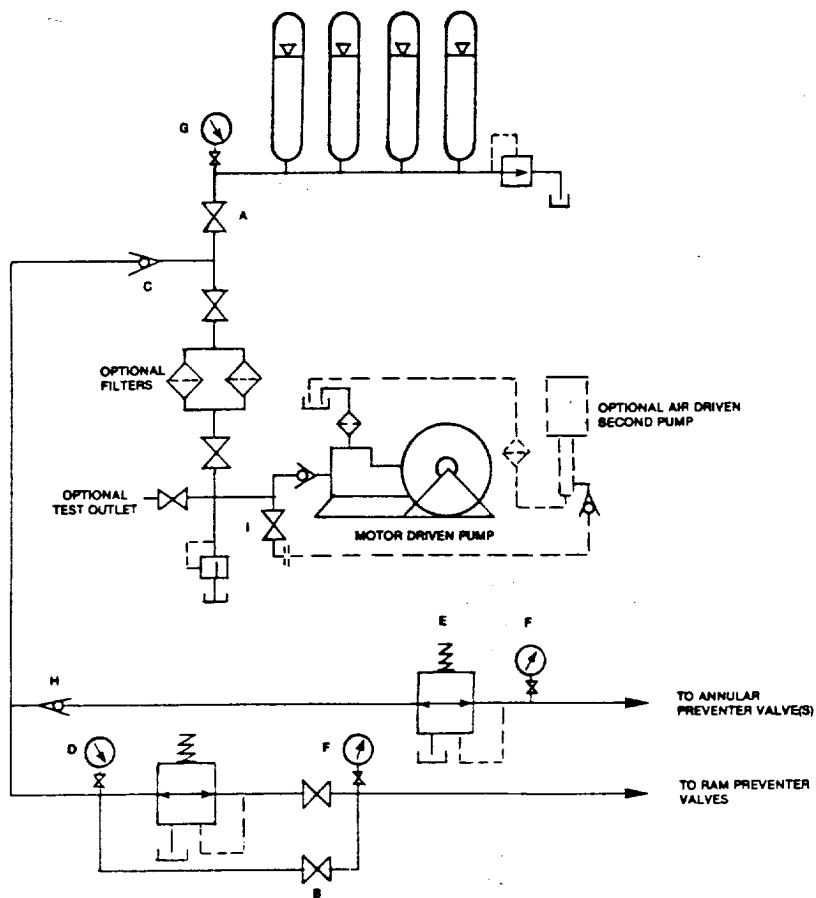 G
A
C
OPTIONAL
FILTERS
OPTIONAL AIR DRIVEN
SECOND PUMP
OPTIONAL
TEST OUTLET
I
MOTOR DRIVEN PUMP
E
F
H
TO ANNULAR
PREVENTER VALVE(S)
D
F
TO RAM PREVENTER
VALVES
B